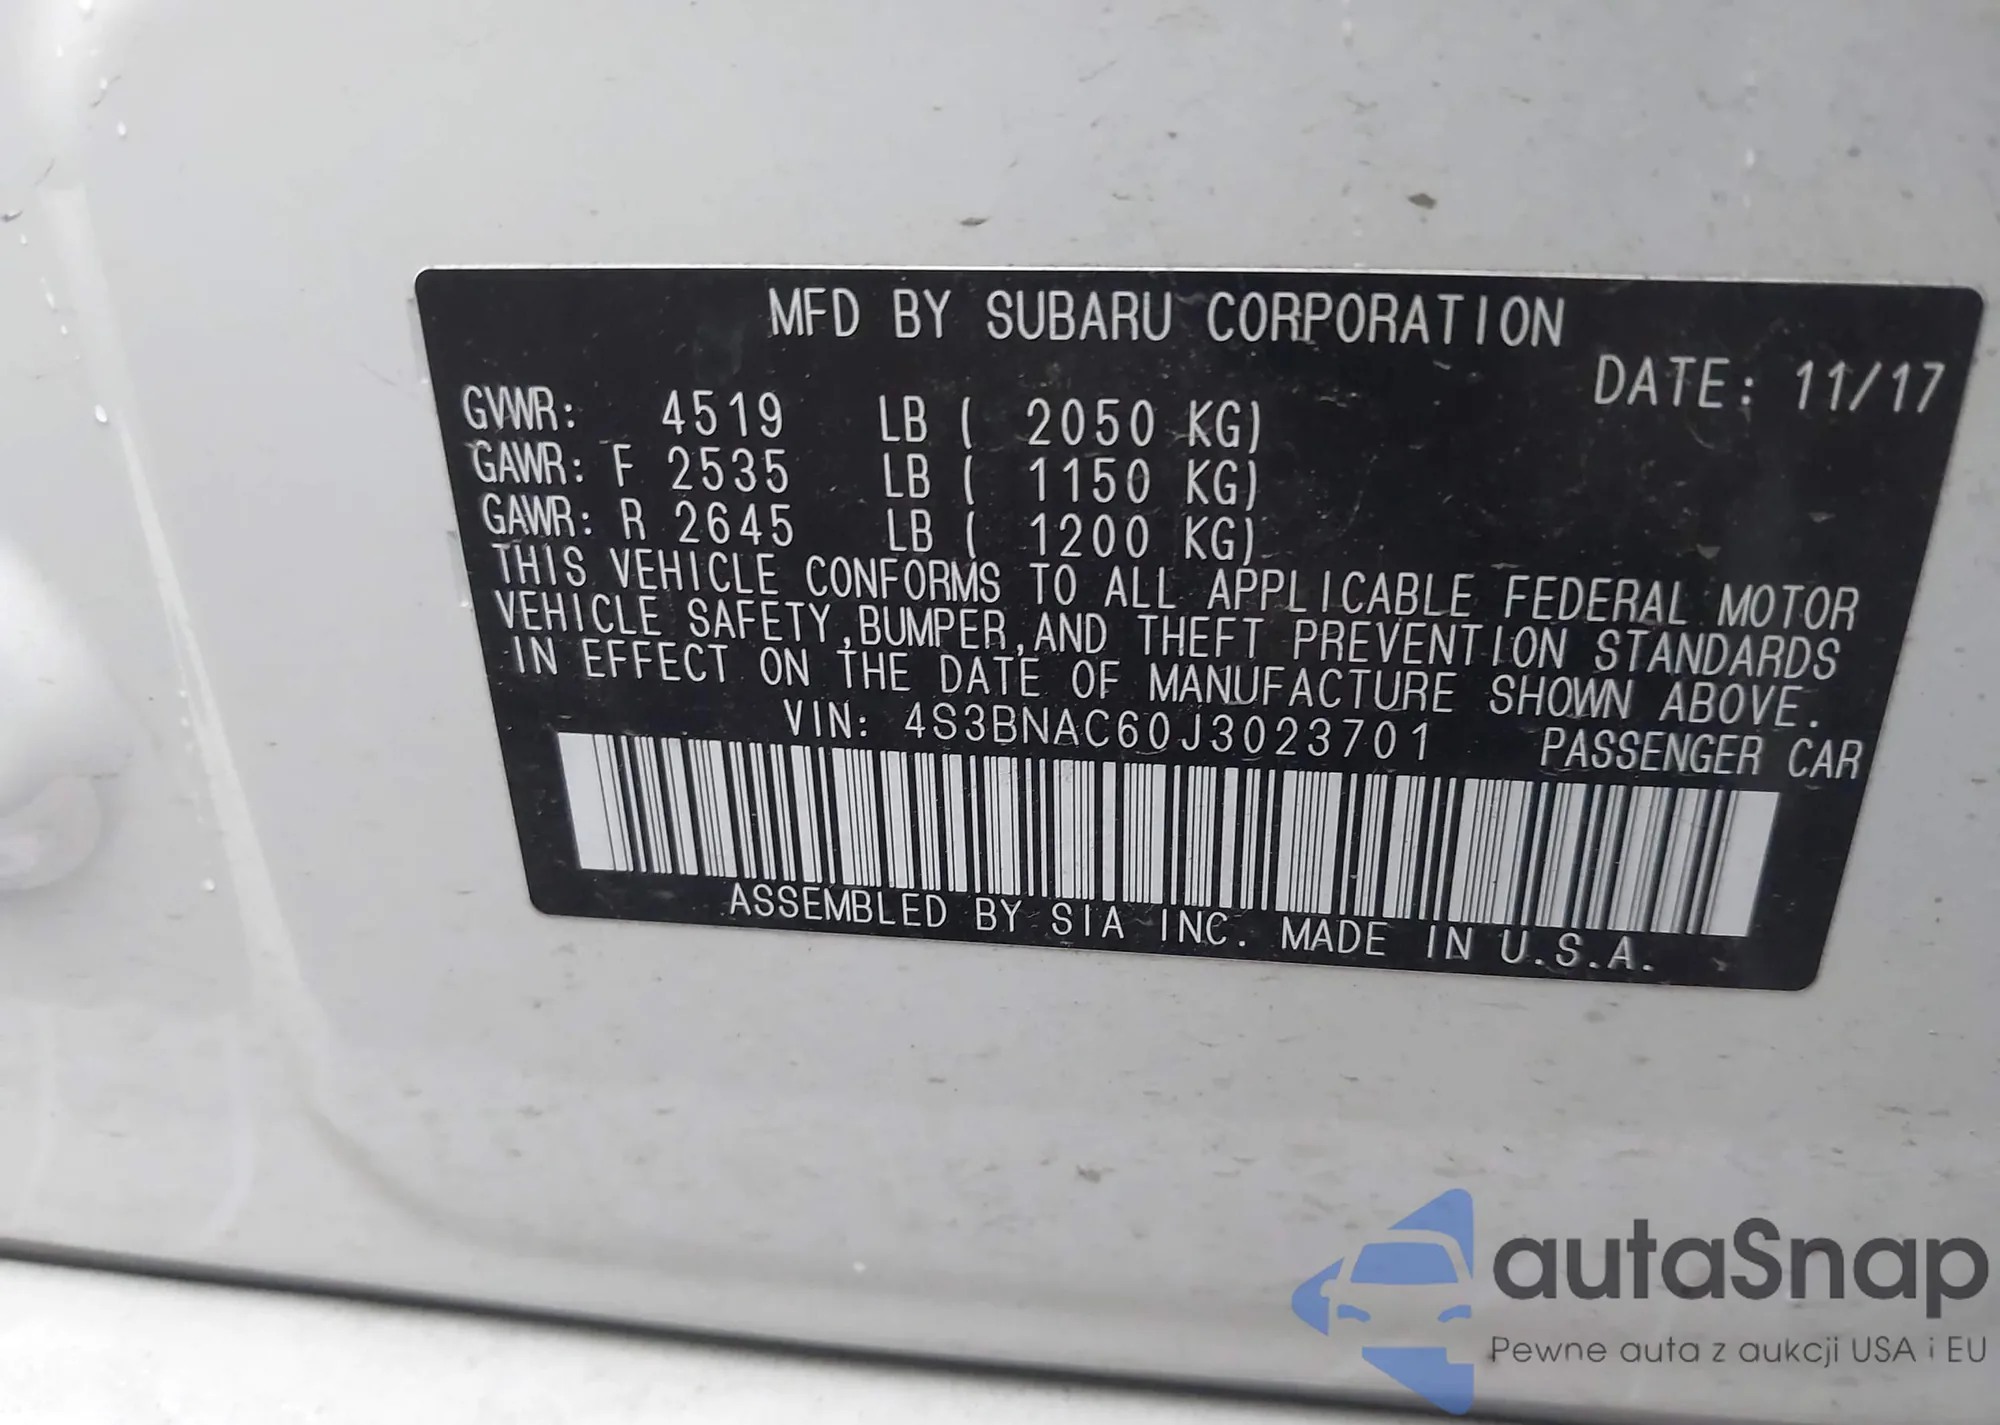 MFD BY SUBARU CORPORATION
DATE: 11/17
GVWR: 4519 LB ( 2050 KG)
GAWR: F 2535 LB ( 1150 KG)
GAWR: R 2645 LB ( 1200 KG)
THIS VEHICLE CONFORMS TO ALL APPLICABLE FEDERAL MOTOR
VEHICLE SAFETY,BUMPER,AND THEFT PREVENTION STANDARDS
IN EFFECT ON THE DATE OF MANUFACTURE SHOWN ABOVE.
VIN: 4S3BNAC60J3023701 PASSENGER CAR
ASSEMBLED BY SIA INC. MADE IN U.S.A.
autaSnap
Pewne auta z aukcji USA i EU